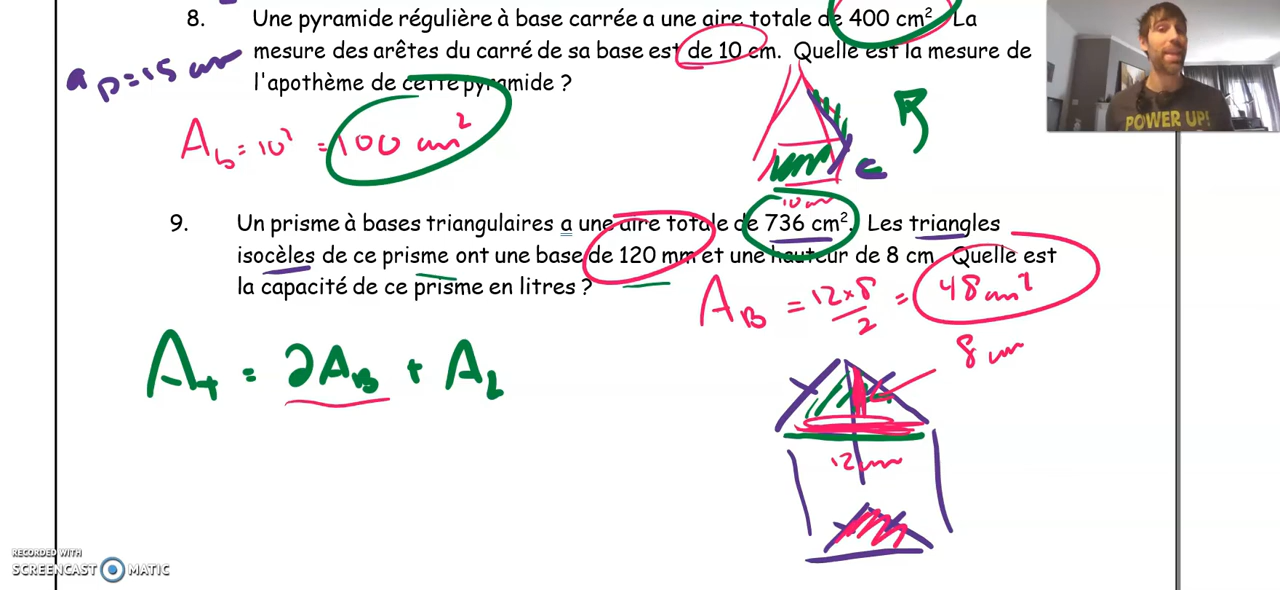 8. Une pyramide régulière à base carrée a une aire totale de 400 cm². La
mesure des arêtes du carré de sa base est de 10 cm. Quelle est la mesure de
l'apothème de cette pyramide ?
ap = 15 cm
POWER UP!
A_b = 10² = 100 cm²
10 cm
9. Un prisme à bases triangulaires a une aire totale de 736 cm². Les triangles
isocèles de ce prisme ont une base de 120 mm et une hauteur de 8 cm. Quelle est
la capacité de ce prisme en litres ?
A_B = 12 × 8 / 2 = 48 cm²
8 cm
A_t = 2A_B + A_L
12 cm
RECORDED WITH
SCREENCAST MATIC